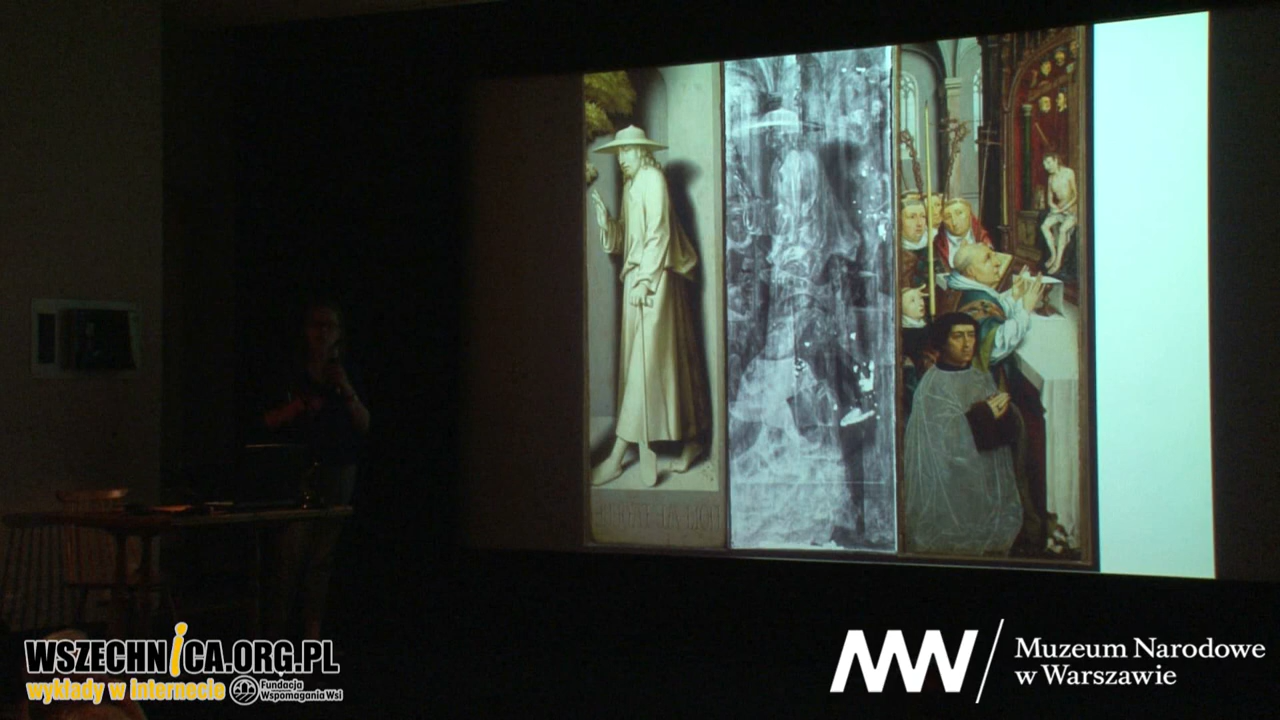 WSZECHNICA.ORG.PL
wykłady w internecie
Fundacja
Wspomagania Wsi
Muzeum Narodowe
w Warszawie